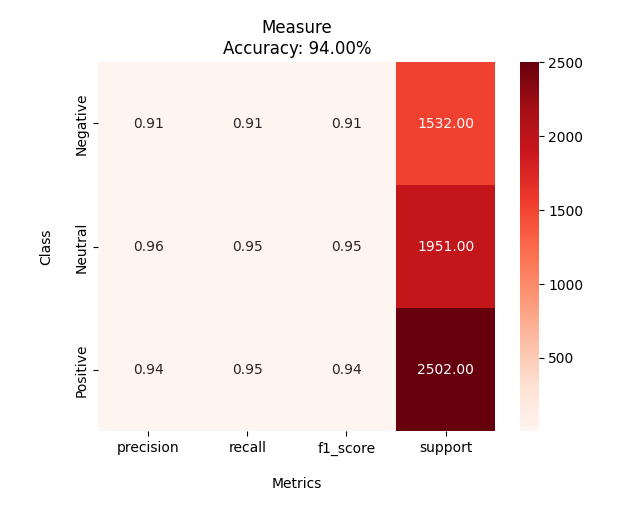 Measure
Accuracy: 94.00%
Class
Negative
0.91 0.91 0.91 1532.00
Neutral
0.96 0.95 0.95 1951.00
Positive
0.94 0.95 0.94 2502.00
precision recall f1_score support
Metrics
2500
2000
1500
1000
500